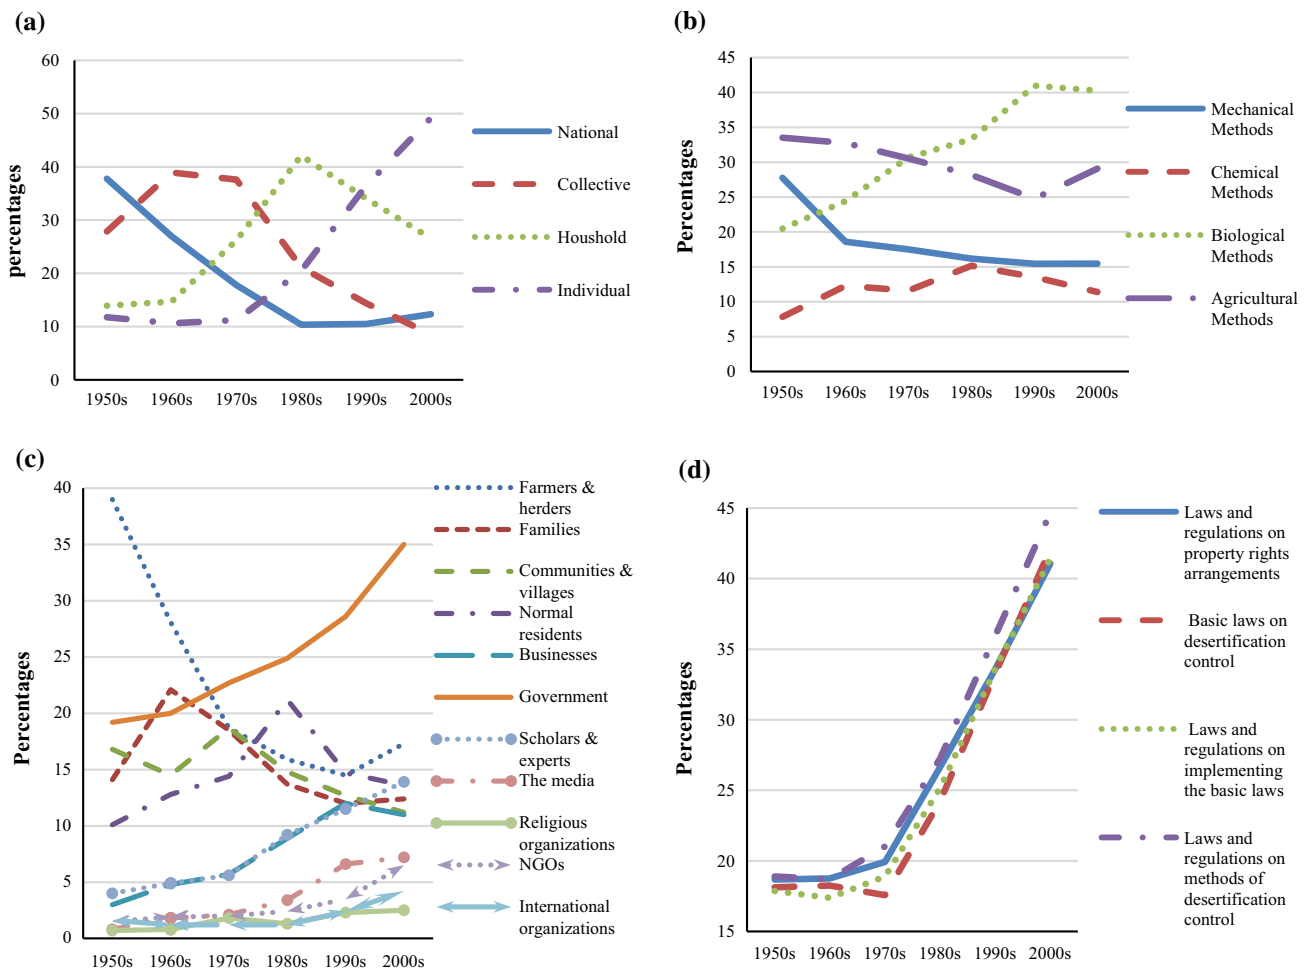 (a)
60
50
40
30
20
10
0
percentages
1950s 1960s 1970s 1980s 1990s 2000s
National
Collective
Houshold
Individual
(b)
45
40
35
30
25
20
15
10
5
0
Percentages
1950s 1960s 1970s 1980s 1990s 2000s
Mechanical
Methods
Chemical
Methods
Biological
Methods
Agricultural
Methods
(c)
40
35
30
25
20
15
10
5
0
Percentages
1950s 1960s 1970s 1980s 1990s 2000s
Farmers &
herders
Families
Communities &
villages
Normal
residents
Businesses
Government
Scholars &
experts
The media
Religious
organizations
NGOs
International
organizations
(d)
45
40
35
30
25
20
15
Percentages
1950s 1960s 1970s 1980s 1990s 2000s
Laws and
regulations on
property rights
arrangements
Basic laws on
desertification
control
Laws and
regulations on
implementing
the basic laws
Laws and
regulations on
methods of
desertification
control